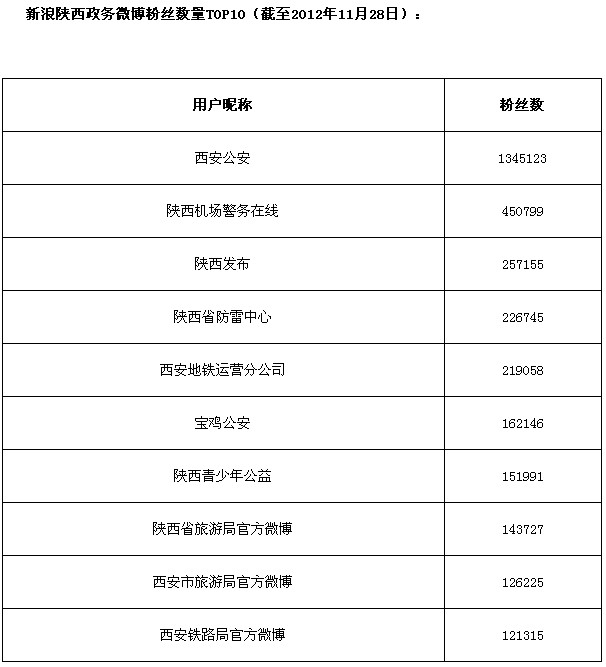 新浪陕西政务微博粉丝数量TOP10（截至2012年11月28日）：
用户昵称 粉丝数
西安公安 1345123
陕西机场警务在线 450799
陕西发布 257155
陕西省防雷中心 226745
西安地铁运营分公司 219058
宝鸡公安 162146
陕西青少年公益 151991
陕西省旅游局官方微博 143727
西安市旅游局官方微博 126225
西安铁路局官方微博 121315